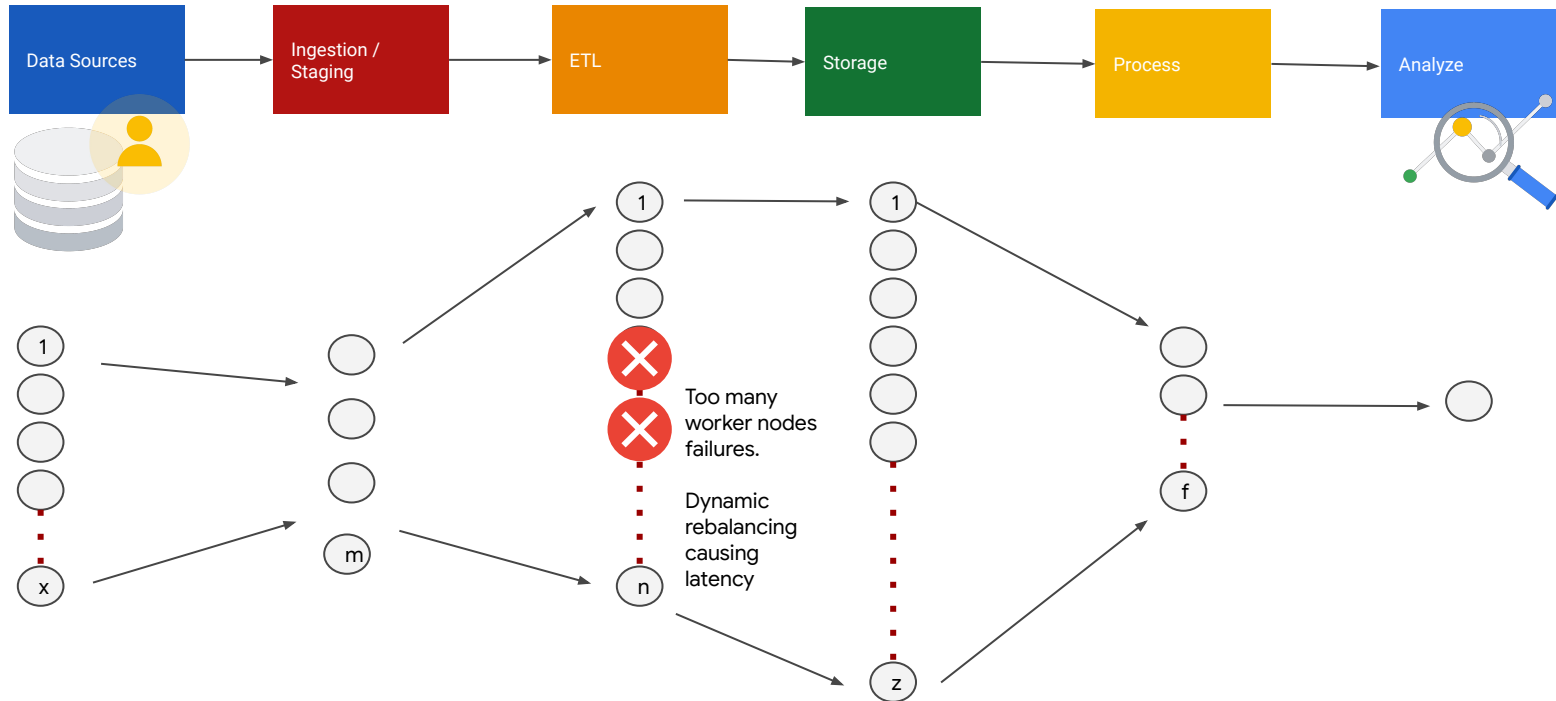 Data Sources
Ingestion /
Staging
ETL
Storage
Process
Analyze
1
1
1
x
m
Too many
worker nodes
failures.
Dynamic
rebalancing
causing
latency
n
z
f